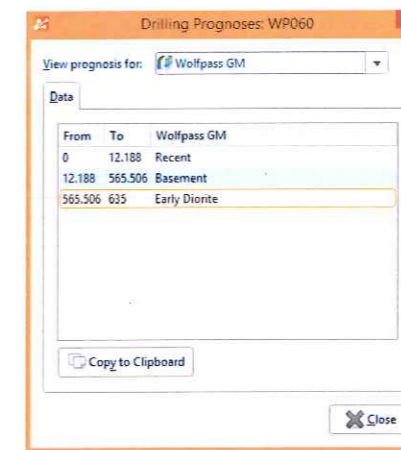 Drilling Prognoses: WP060
View prognosis for: Wolfpass GM
Data
From To Wolfpass GM
0 12.188 Recent
12.188 565.506 Basement
565.506 635 Early Diorite
Copy to Clipboard
Close